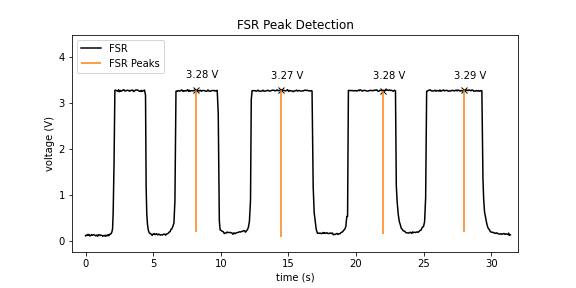 FSR Peak Detection
FSR
FSR Peaks
3.28 V
3.27 V
3.28 V
3.29 V
4
3
2
1
0
voltage (V)
0
5
10
15
20
25
30
time (s)